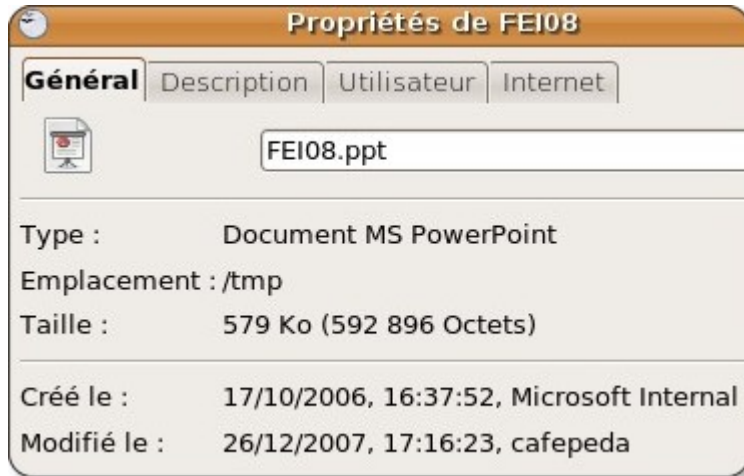 Propriétés de FEI08
Général Description Utilisateur Internet
FEI08.ppt
Type : Document MS PowerPoint
Emplacement : /tmp
Taille : 579 Ko (592 896 Octets)
Créé le : 17/10/2006, 16:37:52, Microsoft Internal
Modifié le : 26/12/2007, 17:16:23, cafepeda